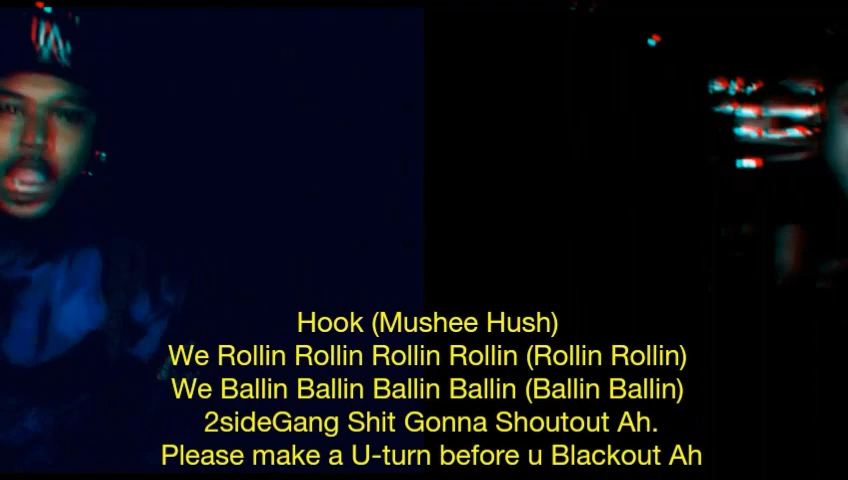 Hook (Mushee Hush)
We Rollin Rollin Rollin Rollin (Rollin Rollin)
We Ballin Ballin Ballin Ballin (Ballin Ballin)
2sideGang Shit Gonna Shoutout Ah.
Please make a U-turn before u Blackout Ah